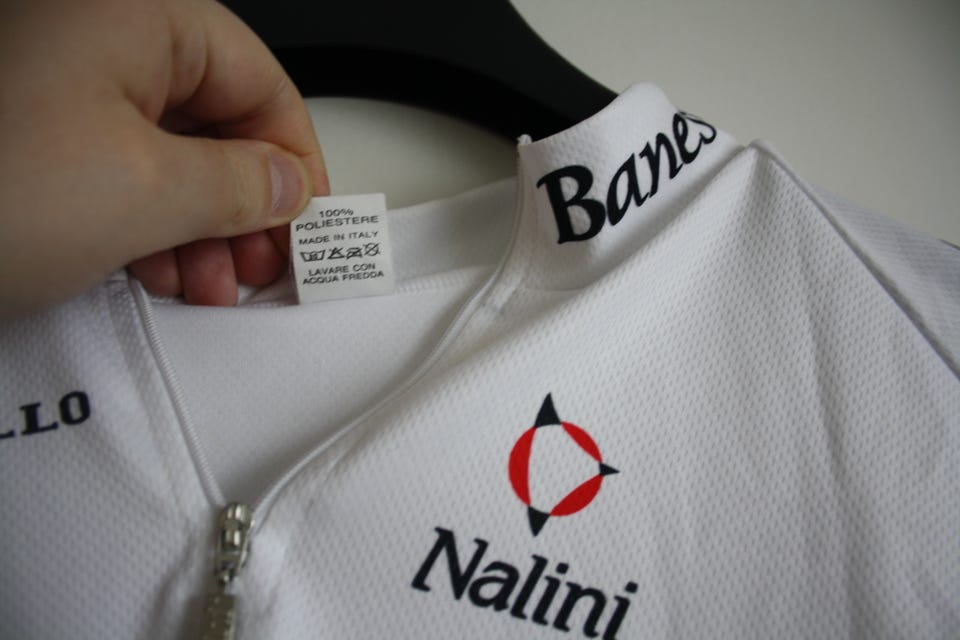 100%
POLIESTERE
MADE IN ITALY
LAVARE CON
ACQUA FREDDA
Banes
LLO
Nalini